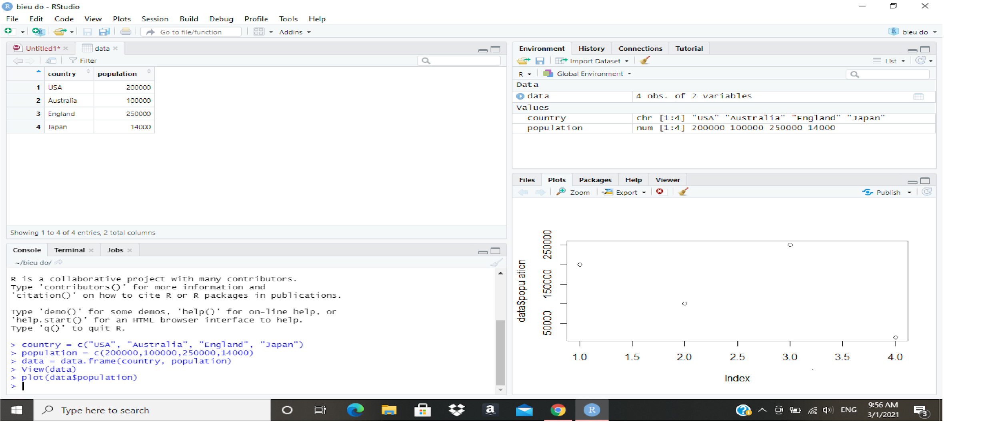 bieu do - RStudio
File Edit Code View Plots Session Build Debug Profile Tools Help
Go to file/function Addins bieu do
Untitled1* data
Filter
country population
1 USA 200000
2 Australia 100000
3 England 250000
4 Japan 14000
Showing 1 to 4 of 4 entries, 2 total columns
Console Terminal Jobs
~/bieu do/
R is a collaborative project with many contributors.
Type 'contributors()' for more information and
'citation()' on how to cite R or R packages in publications.
Type 'demo()' for some demos, 'help()' for on-line help, or
'help.start()' for an HTML browser interface to help.
Type 'q()' to quit R.
> country = c("USA", "Australia", "England", "Japan")
> population = c(200000,100000,250000,14000)
> data = data.frame(country, population)
> View(data)
> plot(data$population)
>
Environment History Connections Tutorial
Import Dataset List
R Global Environment
Data
data 4 obs. of 2 variables
Values
country chr [1:4] "USA" "Australia" "England" "Japan"
population num [1:4] 200000 100000 250000 14000
Files Plots Packages Help Viewer
Zoom Export Publish
data$population
250000
150000
50000
1.0 1.5 2.0 2.5 3.0 3.5 4.0
Index
Type here to search
ENG
9:56 AM
3/1/2021
3